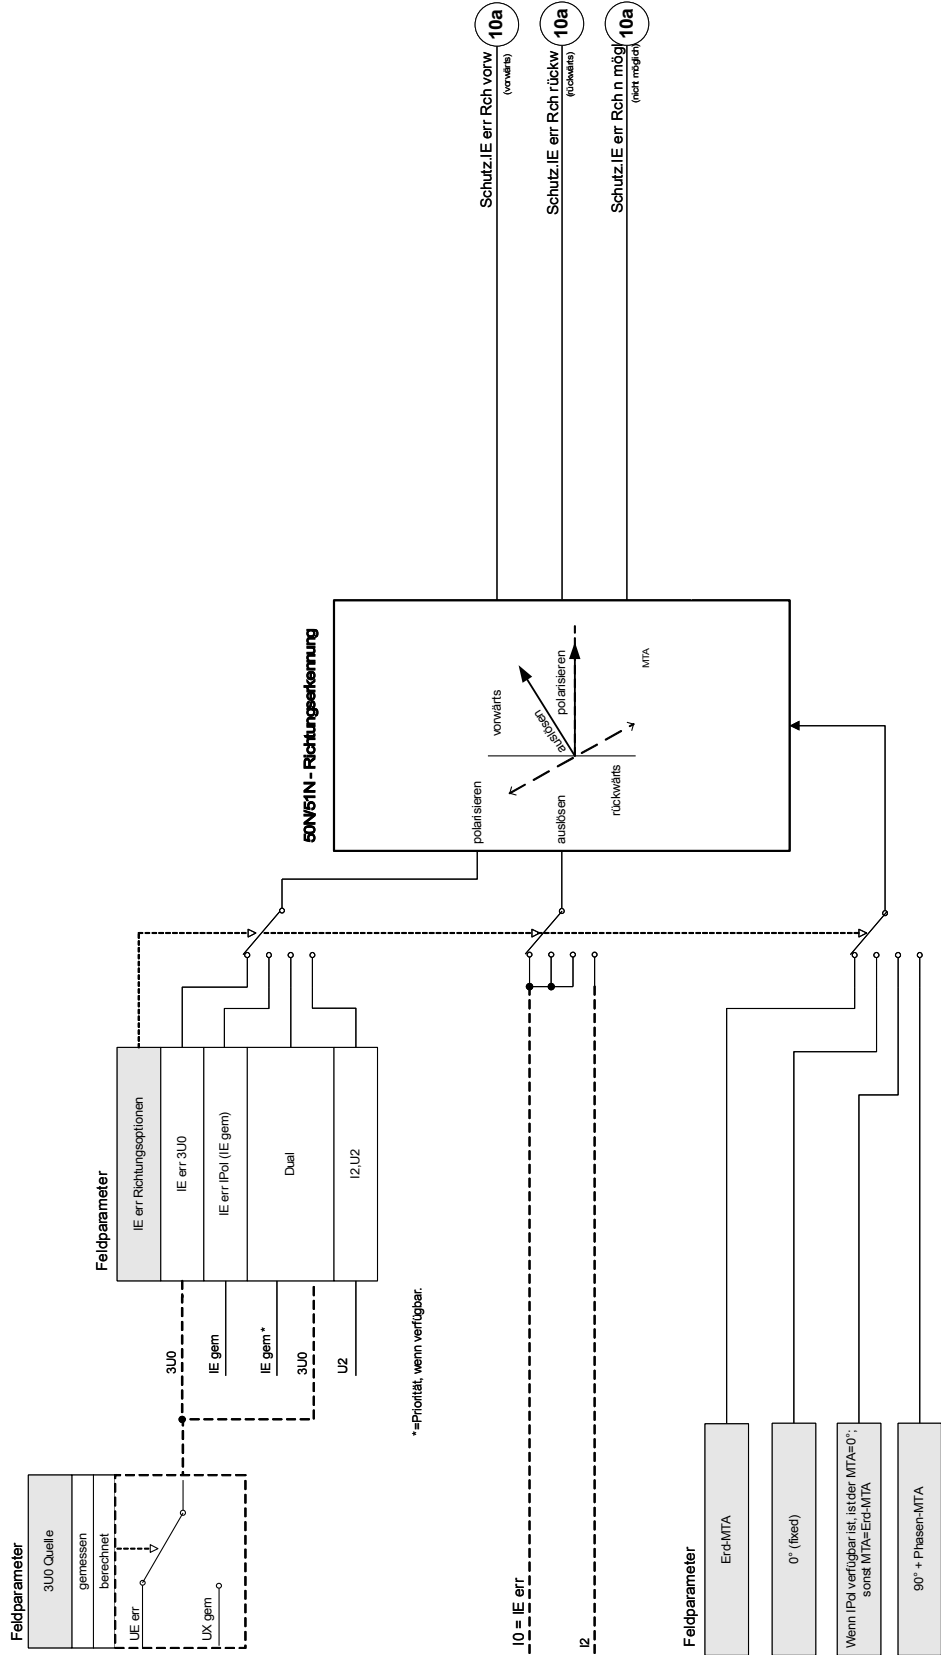 Feldparameter
3U0 Quelle
gemessen
berechnet
UE err
UX gem
Feldparameter
IE err Richtungsoptionen
IE err 3U0
IE err IPol (IE gem)
Dual
I2,U2
3U0
IE gem
IE gem *
3U0
U2
*=Priorität, wenn verfügbar.
I0 = IE err
I2
Feldparameter
Erd-MTA
0° (fixed)
Wenn IPol verfügbar ist, ist der MTA=0°;
sonst MTA=Erd-MTA
90° + Phasen-MTA
50N/51N - Richtungserkennung
polarisieren
auslösen
vorwärts
auslösen
polarisieren
rückwärts
MTA
Schutz.IE err Rch vorw
(vorwärts)
10a
Schutz.IE err Rch rückw
(rückwärts)
10a
Schutz.IE err Rch n mögl
(nicht möglich)
10a